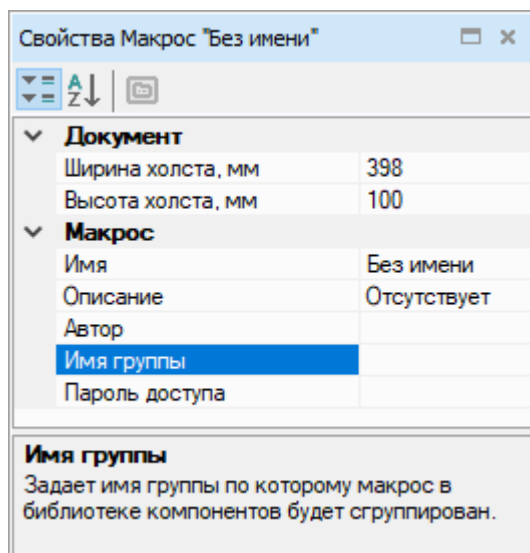 Свойства Макрос "Без имени"
Документ
Ширина холста, мм 398
Высота холста, мм 100
Макрос
Имя Без имени
Описание Отсутствует
Автор
Имя группы
Пароль доступа
Имя группы
Задает имя группы по которому макрос в
библиотеке компонентов будет сгруппирован.